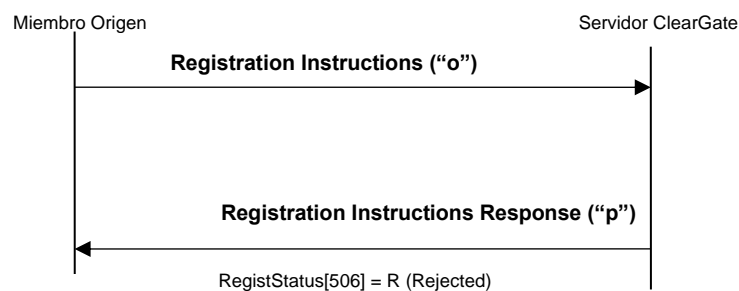 Miembro Origen
Servidor ClearGate
Registration Instructions (“o”)
Registration Instructions Response (“p”)
RegistStatus[506] = R (Rejected)